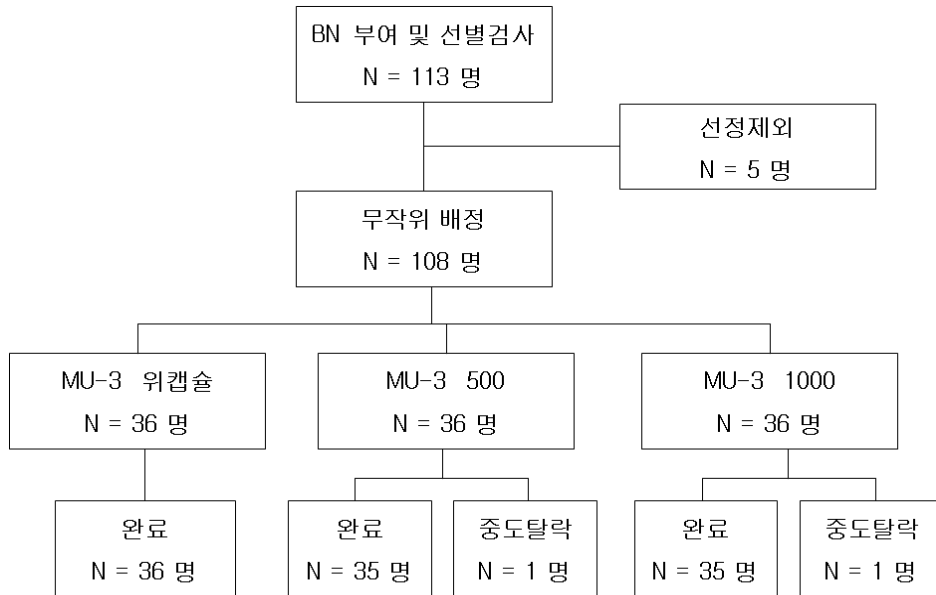 BN 부여 및 선별검사
N = 113 명
선정제외
N = 5 명
무작위 배정
N = 108 명
MU-3 위캡슐
N = 36 명
MU-3 500
N = 36 명
MU-3 1000
N = 36 명
완료
N = 36 명
완료
N = 35 명
중도탈락
N = 1 명
완료
N = 35 명
중도탈락
N = 1 명